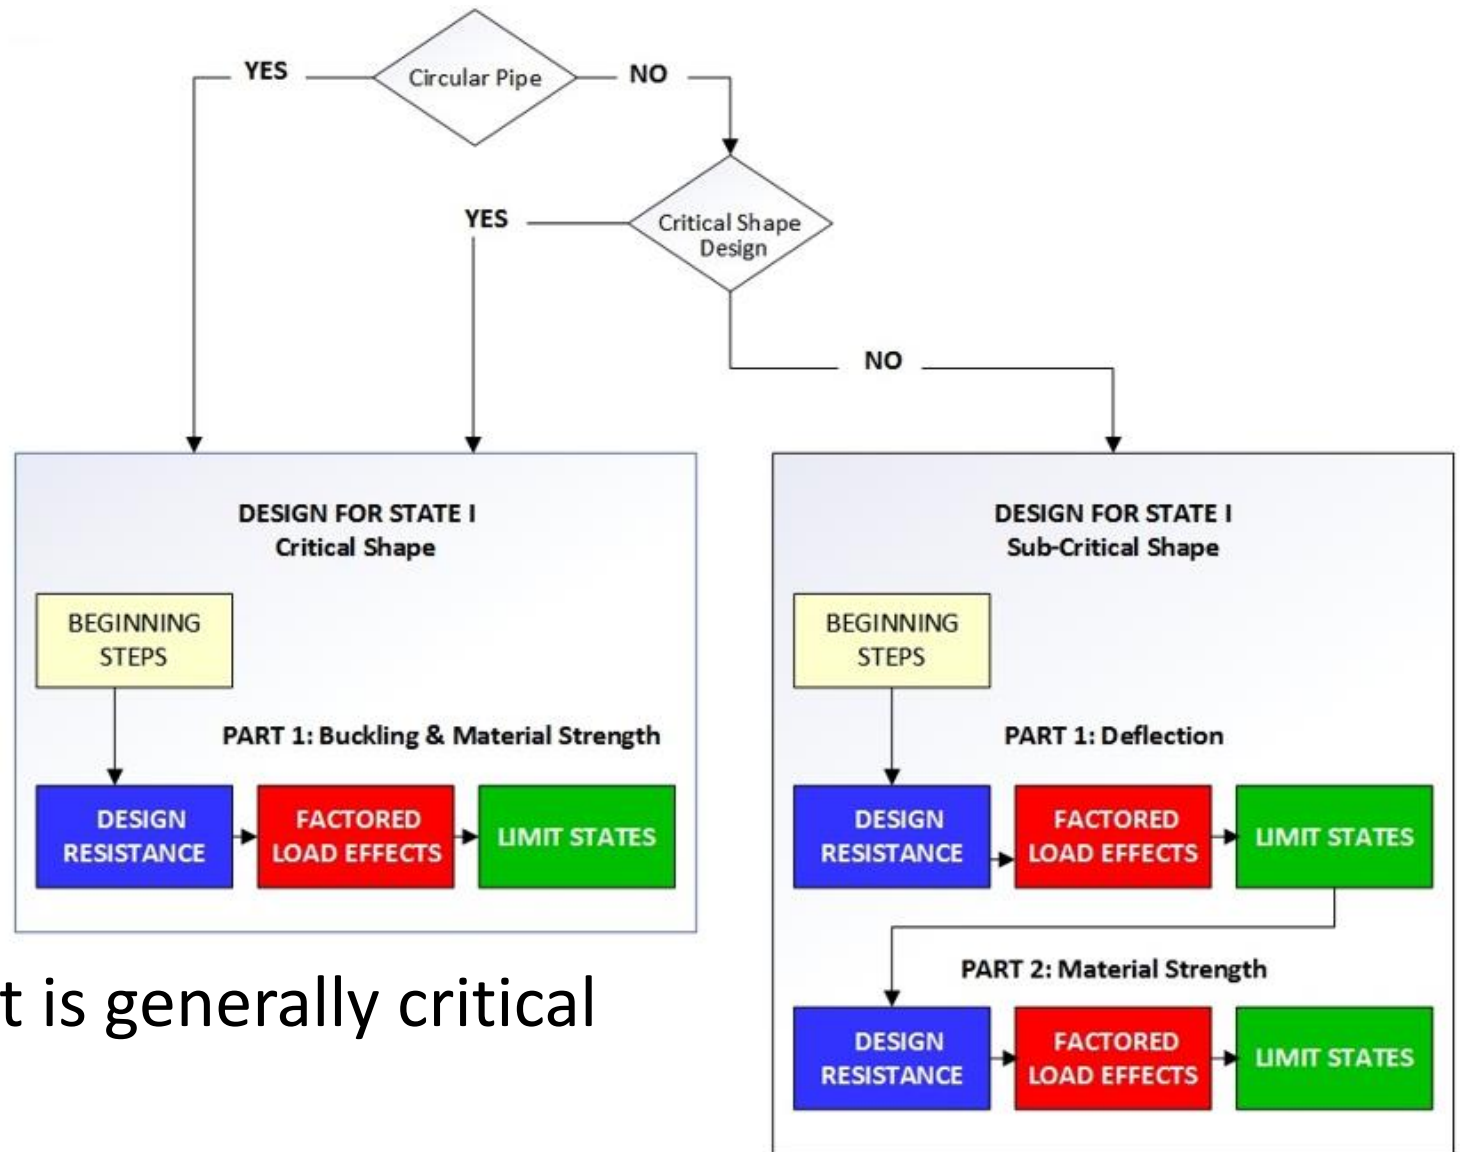 Circular Pipe
YES
NO
Critical Shape
Design
YES
NO
DESIGN FOR STATE I
Critical Shape
BEGINNING
STEPS
PART 1: Buckling & Material Strength
DESIGN
RESISTANCE
FACTORED
LOAD EFFECTS
LIMIT STATES
DESIGN FOR STATE I
Sub-Critical Shape
BEGINNING
STEPS
PART 1: Deflection
DESIGN
RESISTANCE
FACTORED
LOAD EFFECTS
LIMIT STATES
PART 2: Material Strength
DESIGN
RESISTANCE
FACTORED
LOAD EFFECTS
LIMIT STATES
t is generally critical